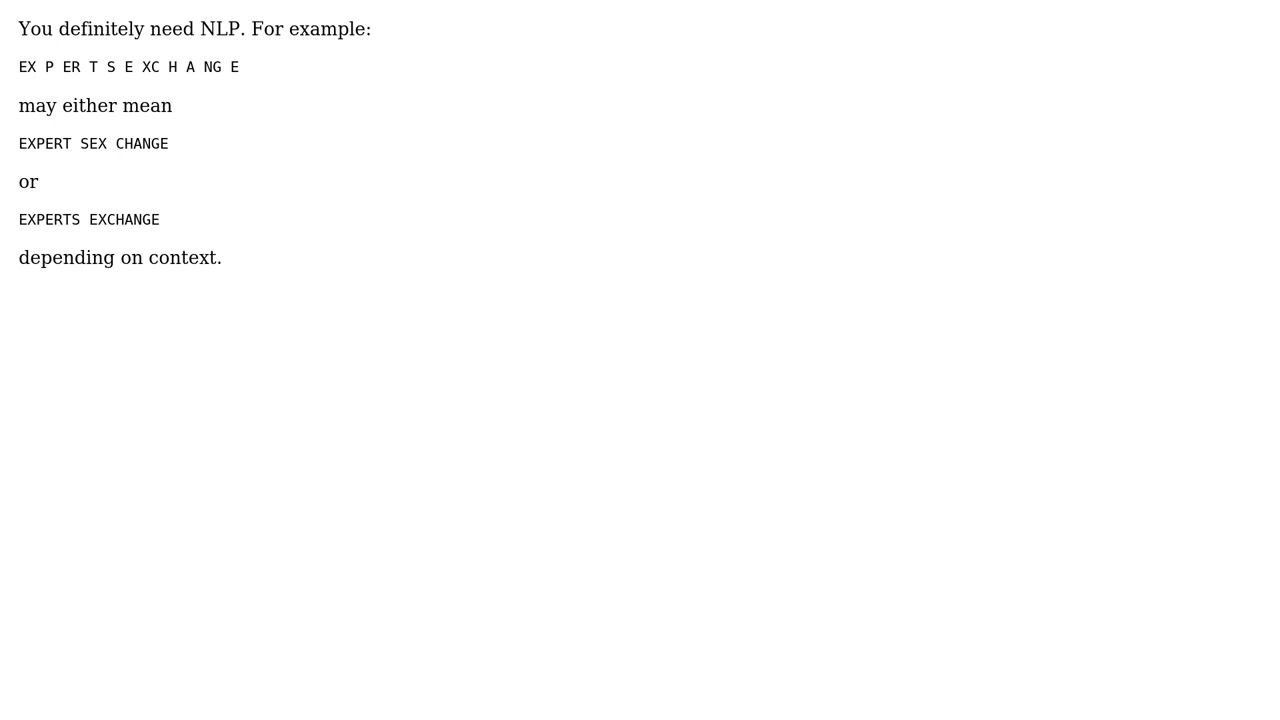 You definitely need NLP. For example:
EX P ER T S E XC H A NG E
may either mean
EXPERT SEX CHANGE
or
EXPERTS EXCHANGE
depending on context.